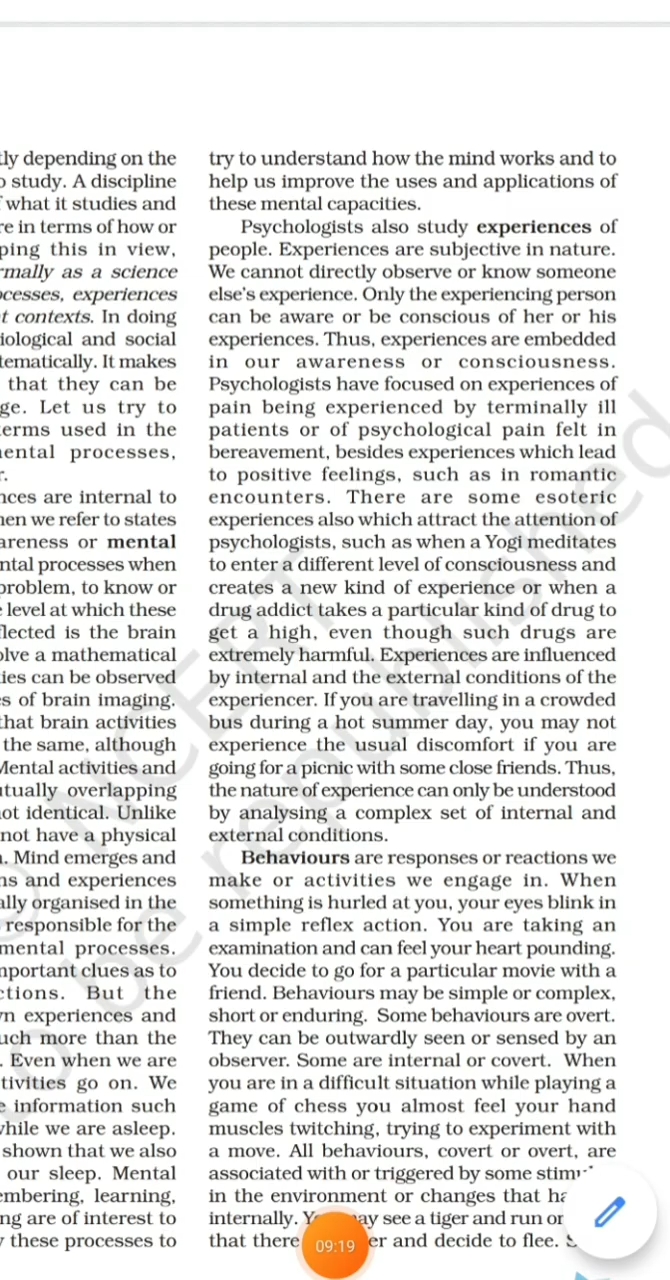 tly depending on the
o study. A discipline
what it studies and
re in terms of how or
ping this in view,
rmally as a science
ocesses, experiences
t contexts. In doing
iological and social
tematically. It makes
that they can be
ge. Let us try to
terms used in the
mental processes,
r.
nces are internal to
hen we refer to states
areness or mental
ntal processes when
problem, to know or
level at which these
flected is the brain
olve a mathematical
ies can be observed
s of brain imaging.
that brain activities
the same, although
Mental activities and
utually overlapping
not identical. Unlike
not have a physical
. Mind emerges and
ns and experiences
ally organised in the
responsible for the
mental processes.
mportant clues as to
ctions. But the
n experiences and
uch more than the
. Even when we are
tivities go on. We
e information such
while we are asleep.
shown that we also
our sleep. Mental
embering, learning,
ng are of interest to
these processes to
try to understand how the mind works and to
help us improve the uses and applications of
these mental capacities.
Psychologists also study experiences of
people. Experiences are subjective in nature.
We cannot directly observe or know someone
else's experience. Only the experiencing person
can be aware or be conscious of her or his
experiences. Thus, experiences are embedded
in our awareness or consciousness.
Psychologists have focused on experiences of
pain being experienced by terminally ill
patients or of psychological pain felt in
bereavement, besides experiences which lead
to positive feelings, such as in romantic
encounters. There are some esoteric
experiences also which attract the attention of
psychologists, such as when a Yogi meditates
to enter a different level of consciousness and
creates a new kind of experience or when a
drug addict takes a particular kind of drug to
get a high, even though such drugs are
extremely harmful. Experiences are influenced
by internal and the external conditions of the
experiencer. If you are travelling in a crowded
bus during a hot summer day, you may not
experience the usual discomfort if you are
going for a picnic with some close friends. Thus,
the nature of experience can only be understood
by analysing a complex set of internal and
external conditions.
Behaviours are responses or reactions we
make or activities we engage in. When
something is hurled at you, your eyes blink in
a simple reflex action. You are taking an
examination and can feel your heart pounding.
You decide to go for a particular movie with a
friend. Behaviours may be simple or complex,
short or enduring. Some behaviours are overt.
They can be outwardly seen or sensed by an
observer. Some are internal or covert. When
you are in a difficult situation while playing a
game of chess you almost feel your hand
muscles twitching, trying to experiment with
a move. All behaviours, covert or overt, are
associated with or triggered by some
in the environment or changes that
internally. ay see a tiger and run or
that there er and decide to flee.
09:19
© NCERT
be republished